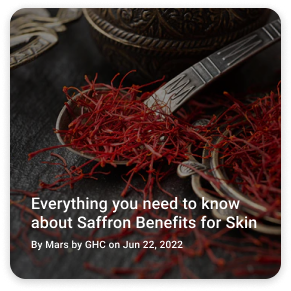 Everything you need to know
about Saffron Benefits for Skin
By Mars by GHC on Jun 22, 2022